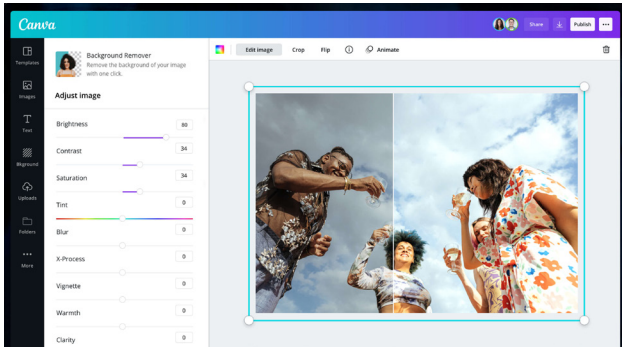 Canva
Share
Publish
Templates
Images
Text
Bkground
Uploads
Folders
More
Background Remover
Remove the background of your image
with one click.
Adjust image
Brightness 80
Contrast 34
Saturation 34
Tint 0
Blur 0
X-Process 0
Vignette 0
Warmth 0
Clarity 0
Edit image Crop Flip Animate